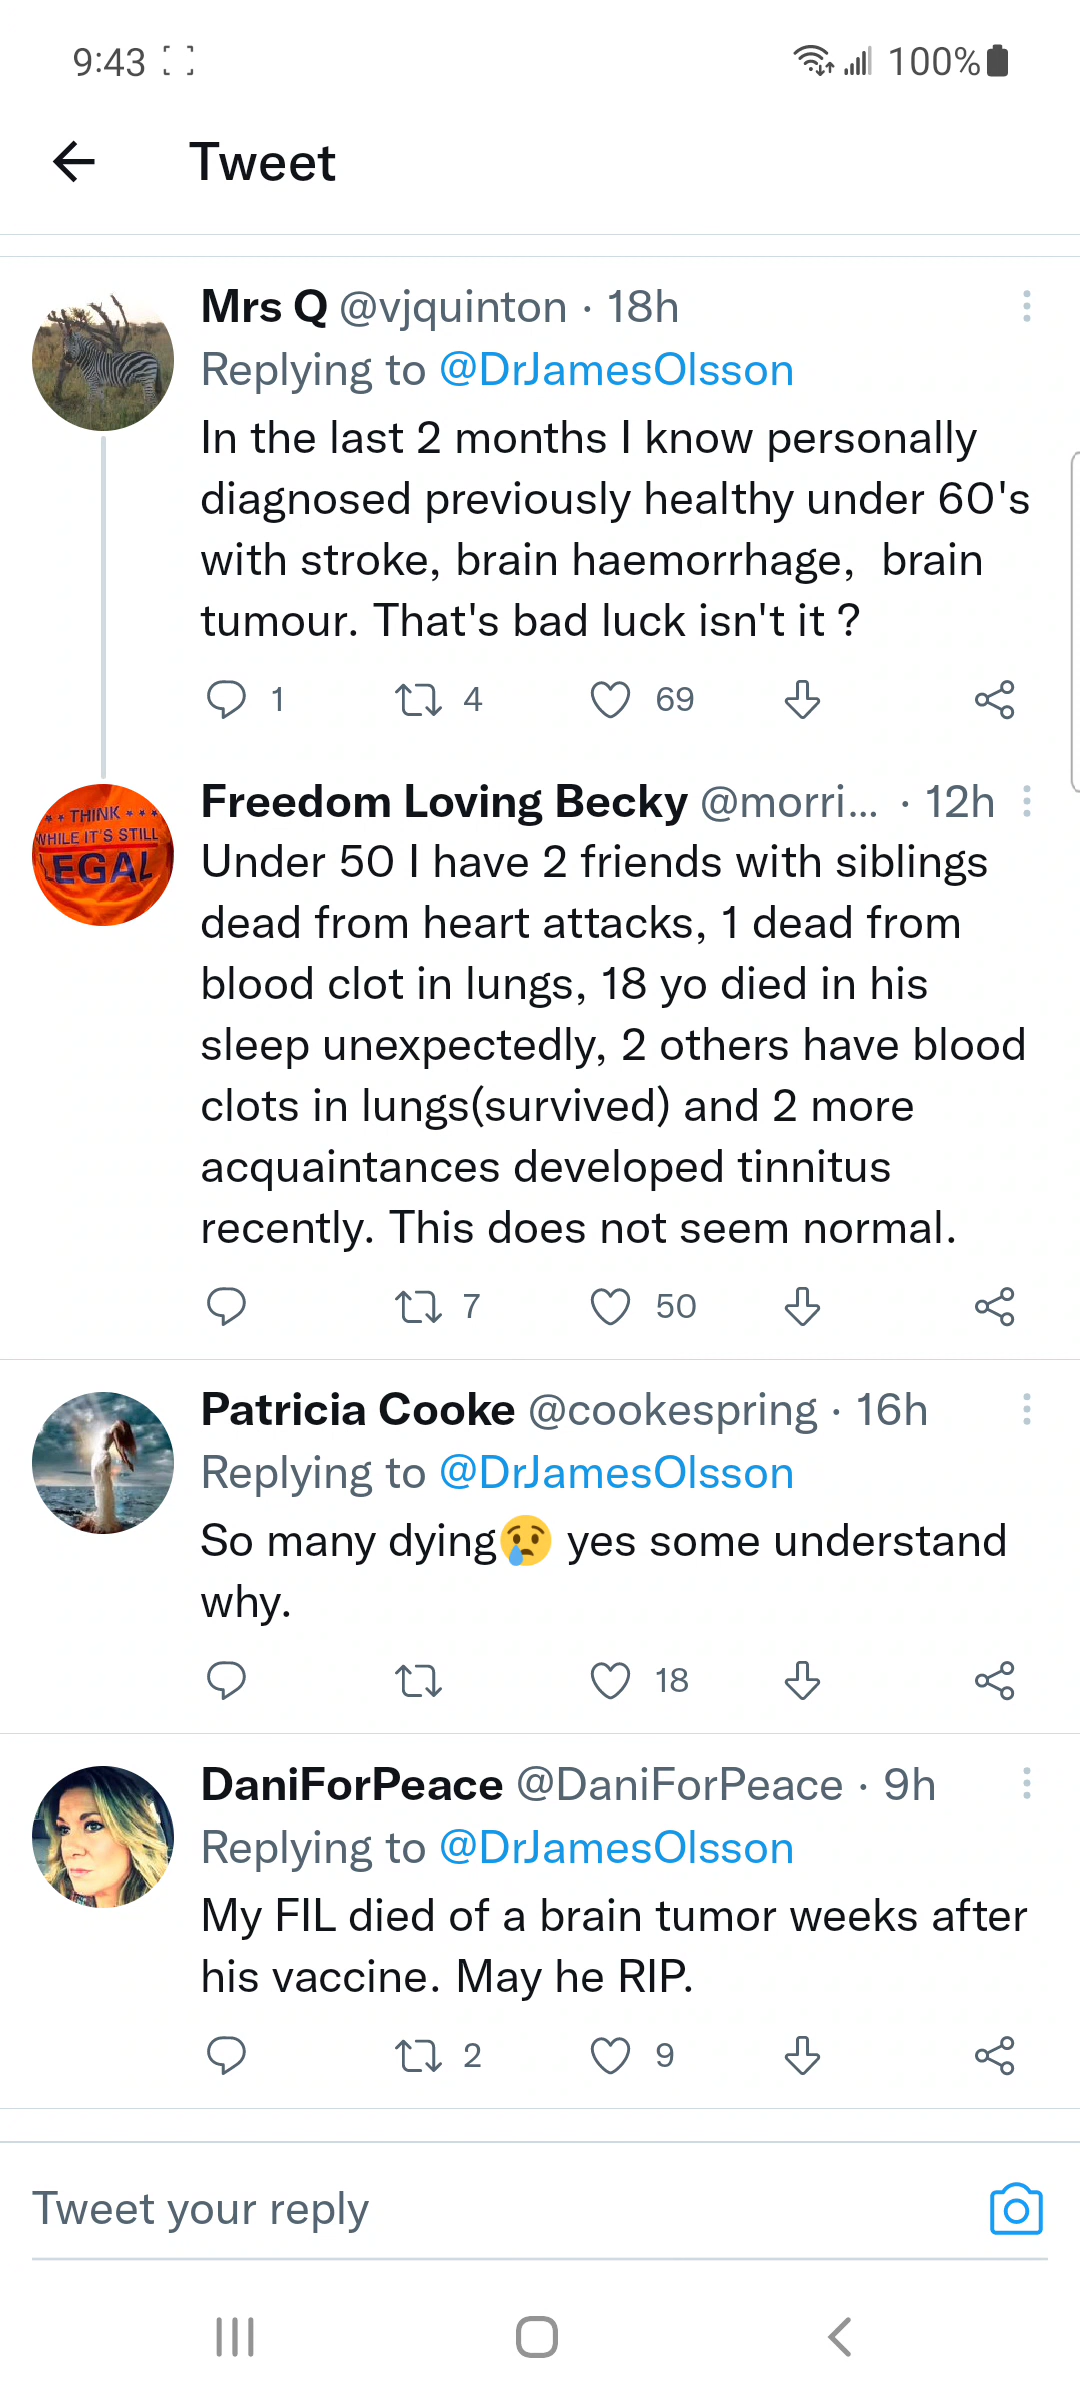 9:43 100%
Tweet
Mrs Q @vjquinton · 18h
Replying to @DrJamesOlsson
In the last 2 months I know personally
diagnosed previously healthy under 60's
with stroke, brain haemorrhage,  brain
tumour. That's bad luck isn't it ?
1 4 69
THINK
WHILE IT'S STILL
LEGAL
Freedom Loving Becky @morri... · 12h
Under 50 I have 2 friends with siblings
dead from heart attacks, 1 dead from
blood clot in lungs, 18 yo died in his
sleep unexpectedly, 2 others have blood
clots in lungs(survived) and 2 more
acquaintances developed tinnitus
recently. This does not seem normal.
7 50
Patricia Cooke @cookespring · 16h
Replying to @DrJamesOlsson
So many dying😢 yes some understand
why.
18
DaniForPeace @DaniForPeace · 9h
Replying to @DrJamesOlsson
My FIL died of a brain tumor weeks after
his vaccine. May he RIP.
2 9
Tweet your reply